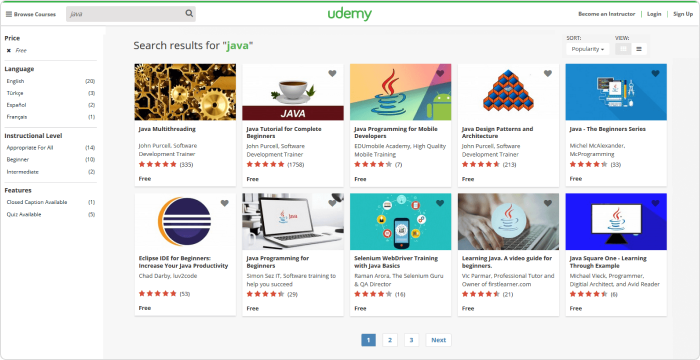 Browse Courses
java
udemy
Become an Instructor
Login
Sign Up
Price
Free
Language
English (20)
Türkçe (3)
Español (2)
Français (1)
Instructional Level
Appropriate For All (14)
Beginner (10)
Intermediate (2)
Features
Closed Caption Available (2)
Quiz Available (5)
Search results for "java"
SORT:
VIEW:
Popularity
Java Multithreading
John Purcell, Software
Development Trainer
(335)
Free
JAVA
Java Tutorial for Complete
Beginners
John Purcell, Software
Development Trainer
(1758)
Free
Java Programming for Mobile
Developers
EDUmobile Academy, High Quality
Mobile Training
(7)
Free
Java Design Patterns and
Architecture
John Purcell, Software
Development Trainer
(213)
Free
Java - The Beginners Series
Michel McAlexander,
McProgramming
(33)
Free
Eclipse IDE for Beginners:
Increase Your Java Productivity
Chad Darby, luv2code
(53)
Free
Java
Java Programming for
Beginners
Simon Sez IT, Software training to
help you succeed
(29)
Free
Selenium WebDriver Training
with Java Basics
Raman Arora, The Selenium Guru
& QA Director
(16)
Free
Learning Java. A video guide for
beginners.
Vic Parmar, Professional Tutor and
Owner of firstlearner.com
(21)
Free
Java Square One - Learning
Through Example
Michael Vieck, Programmer,
Digital Architect, and Avid Reader
(6)
Free
1
2
3
Next